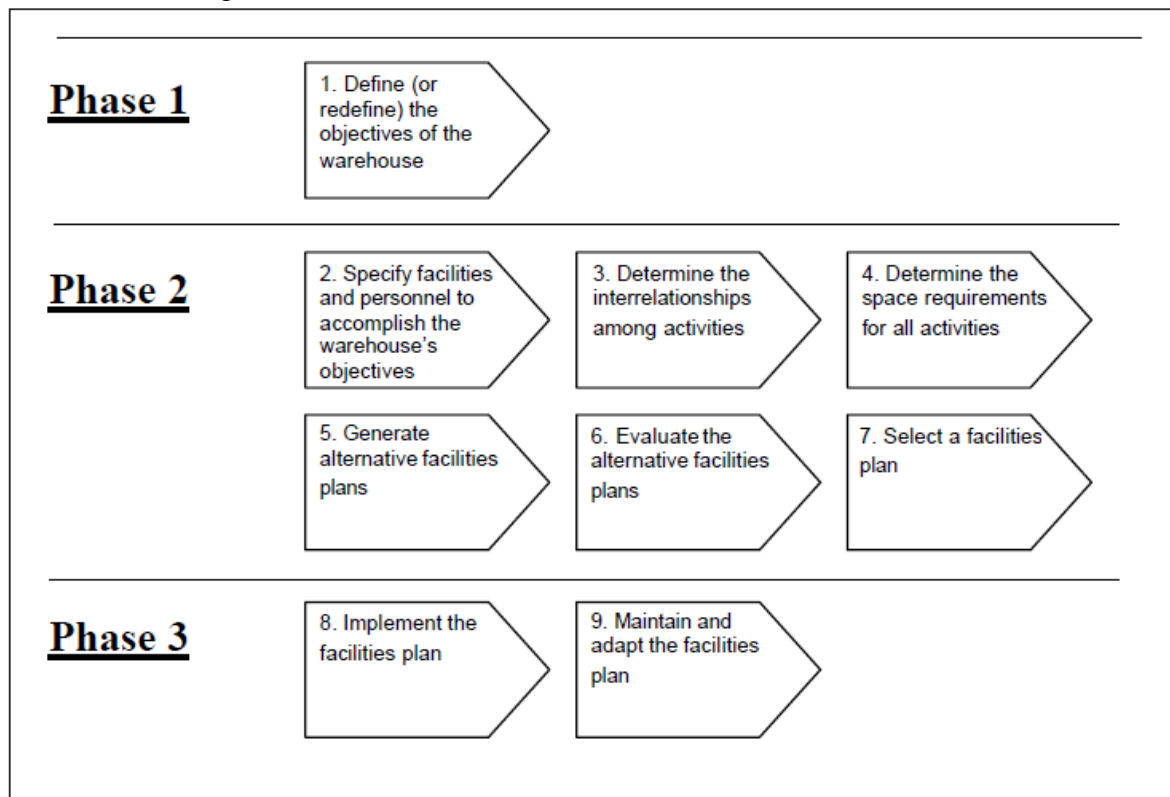 Phase 1
1. Define (or
redefine) the
objectives of the
warehouse
Phase 2
2. Specify facilities
and personnel to
accomplish the
warehouse's
objectives
3. Determine the
interrelationships
among activities
4. Determine the
space requirements
for all activities
5. Generate
alternative facilities
plans
6. Evaluate the
alternative facilities
plans
7. Select a facilities
plan
Phase 3
8. Implement the
facilities plan
9. Maintain and
adapt the facilities
plan